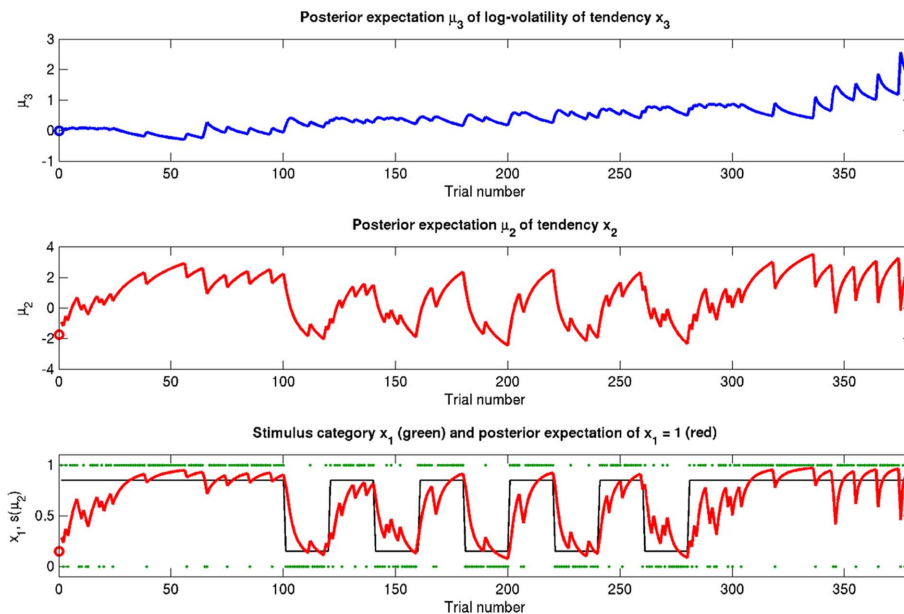 Posterior expectation μ3 of log-volatility of tendency x3
3
2
1
0
-1
μ3
0 50 100 150 200 250 300 350
Trial number
Posterior expectation μ2 of tendency x2
4
2
0
-2
-4
μ2
0 50 100 150 200 250 300 350
Trial number
Stimulus category x1 (green) and posterior expectation of x1 = 1 (red)
1
0.5
0
x1, s(μ2)
0 50 100 150 200 250 300 350
Trial number